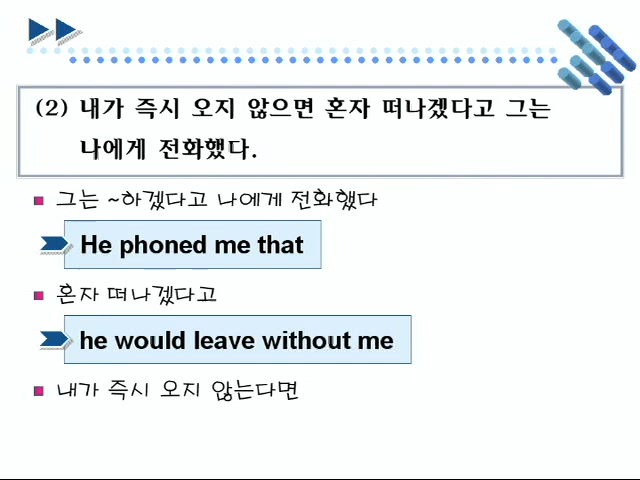 (2) 내가 즉시 오지 않으면 혼자 떠나겠다고 그는
나에게 전화했다.
그는 ~하겠다고 나에게 전화했다
He phoned me that
혼자 떠나겠다고
he would leave without me
내가 즉시 오지 않는다면